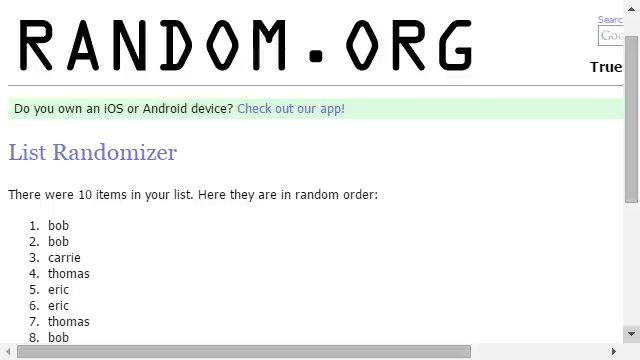 RANDOM.ORG
Searc
Goo
True
Do you own an iOS or Android device? Check out our app!
List Randomizer
There were 10 items in your list. Here they are in random order:
1. bob
2. bob
3. carrie
4. thomas
5. eric
6. eric
7. thomas
8. bob